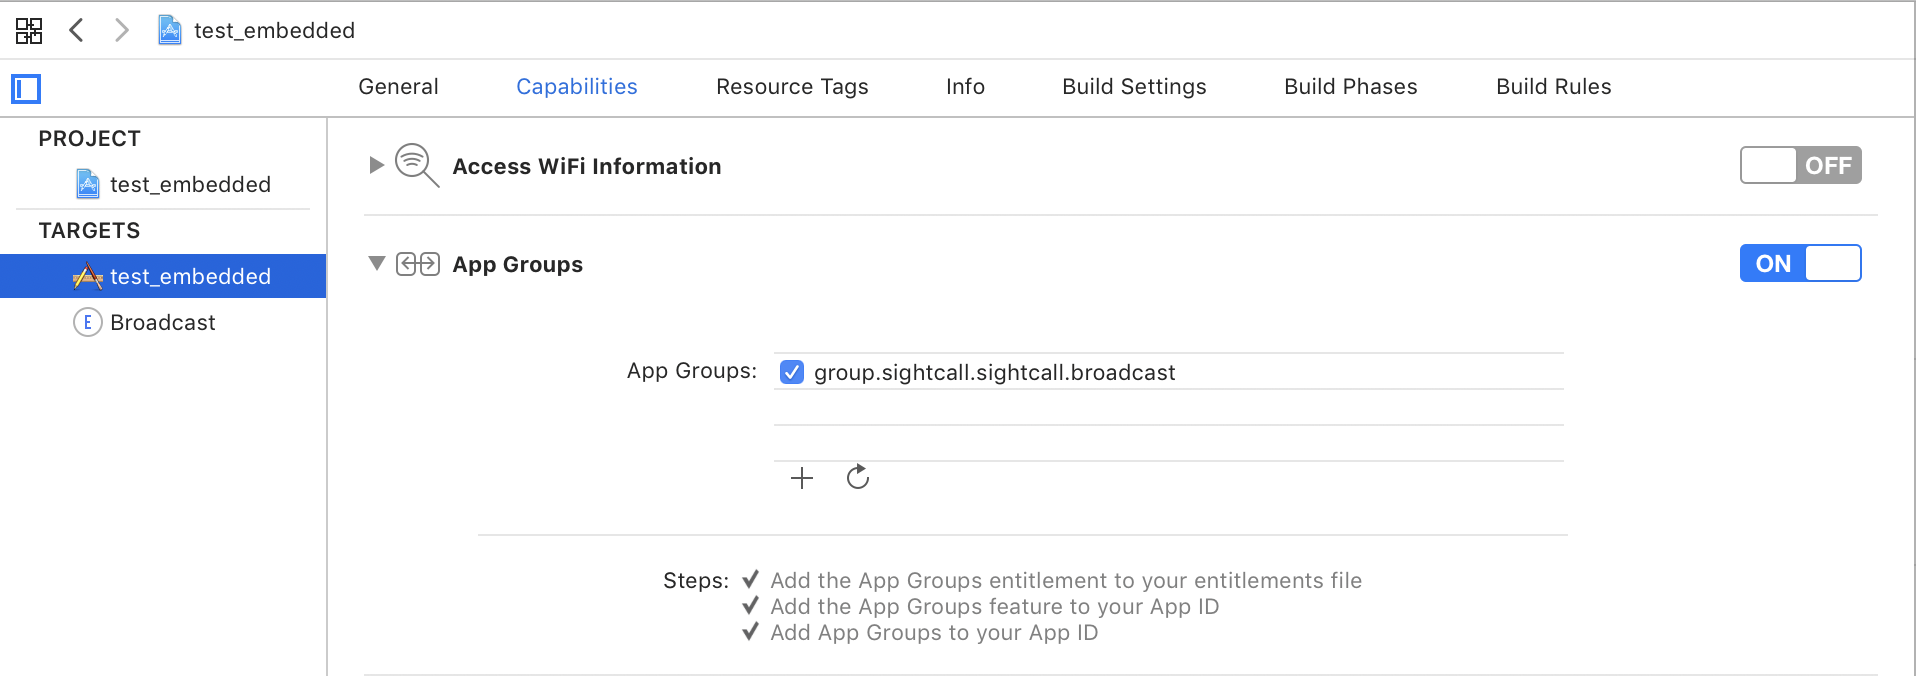 test_embedded
General Capabilities Resource Tags Info Build Settings Build Phases Build Rules
PROJECT
test_embedded
TARGETS
test_embedded
E Broadcast
Access WiFi Information OFF
App Groups ON
App Groups: group.sightcall.sightcall.broadcast
Steps: ✔ Add the App Groups entitlement to your entitlements file
✔ Add the App Groups feature to your App ID
✔ Add App Groups to your App ID